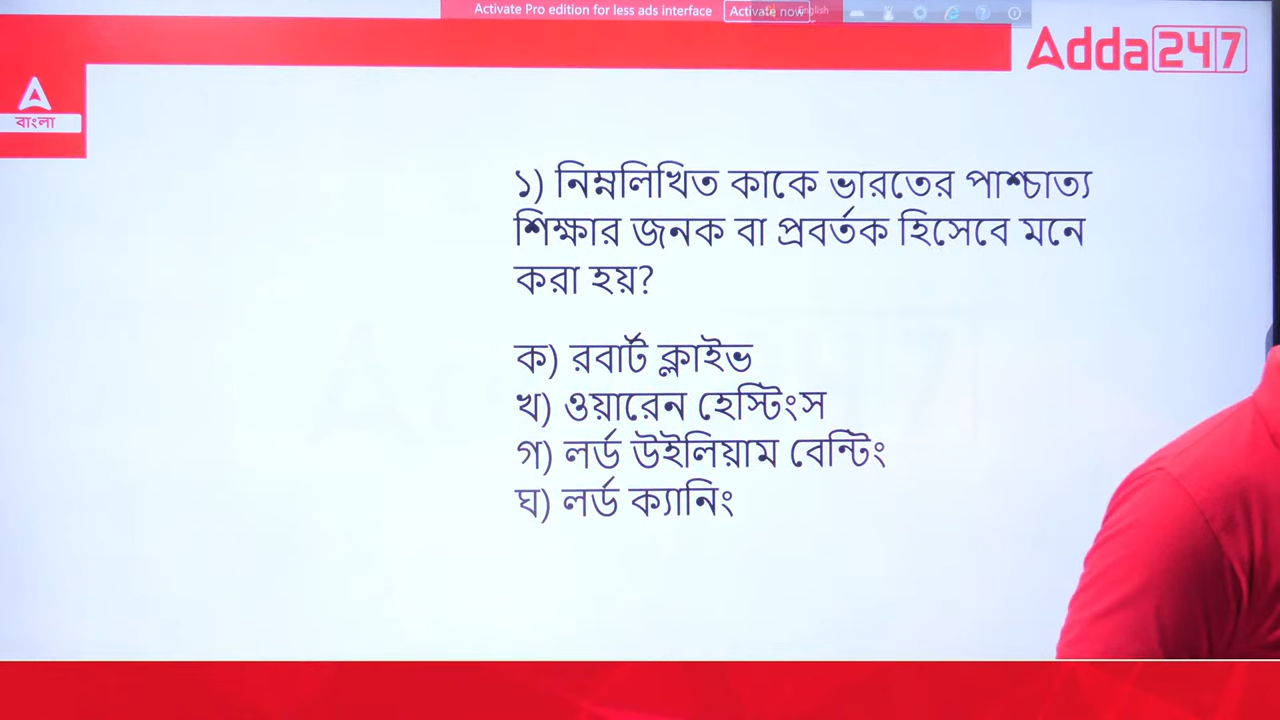 Activate Pro edition for less ads interface
Activate now
English
Adda247
বাংলা
১) নিম্নলিখিত কাকে ভারতের পাশ্চাত্য
শিক্ষার জনক বা প্রবর্তক হিসেবে মনে
করা হয়?
ক) রবার্ট ক্লাইভ
খ) ওয়ারেন হেস্টিংস
গ) লর্ড উইলিয়াম বেন্টিং
ঘ) লর্ড ক্যানিং